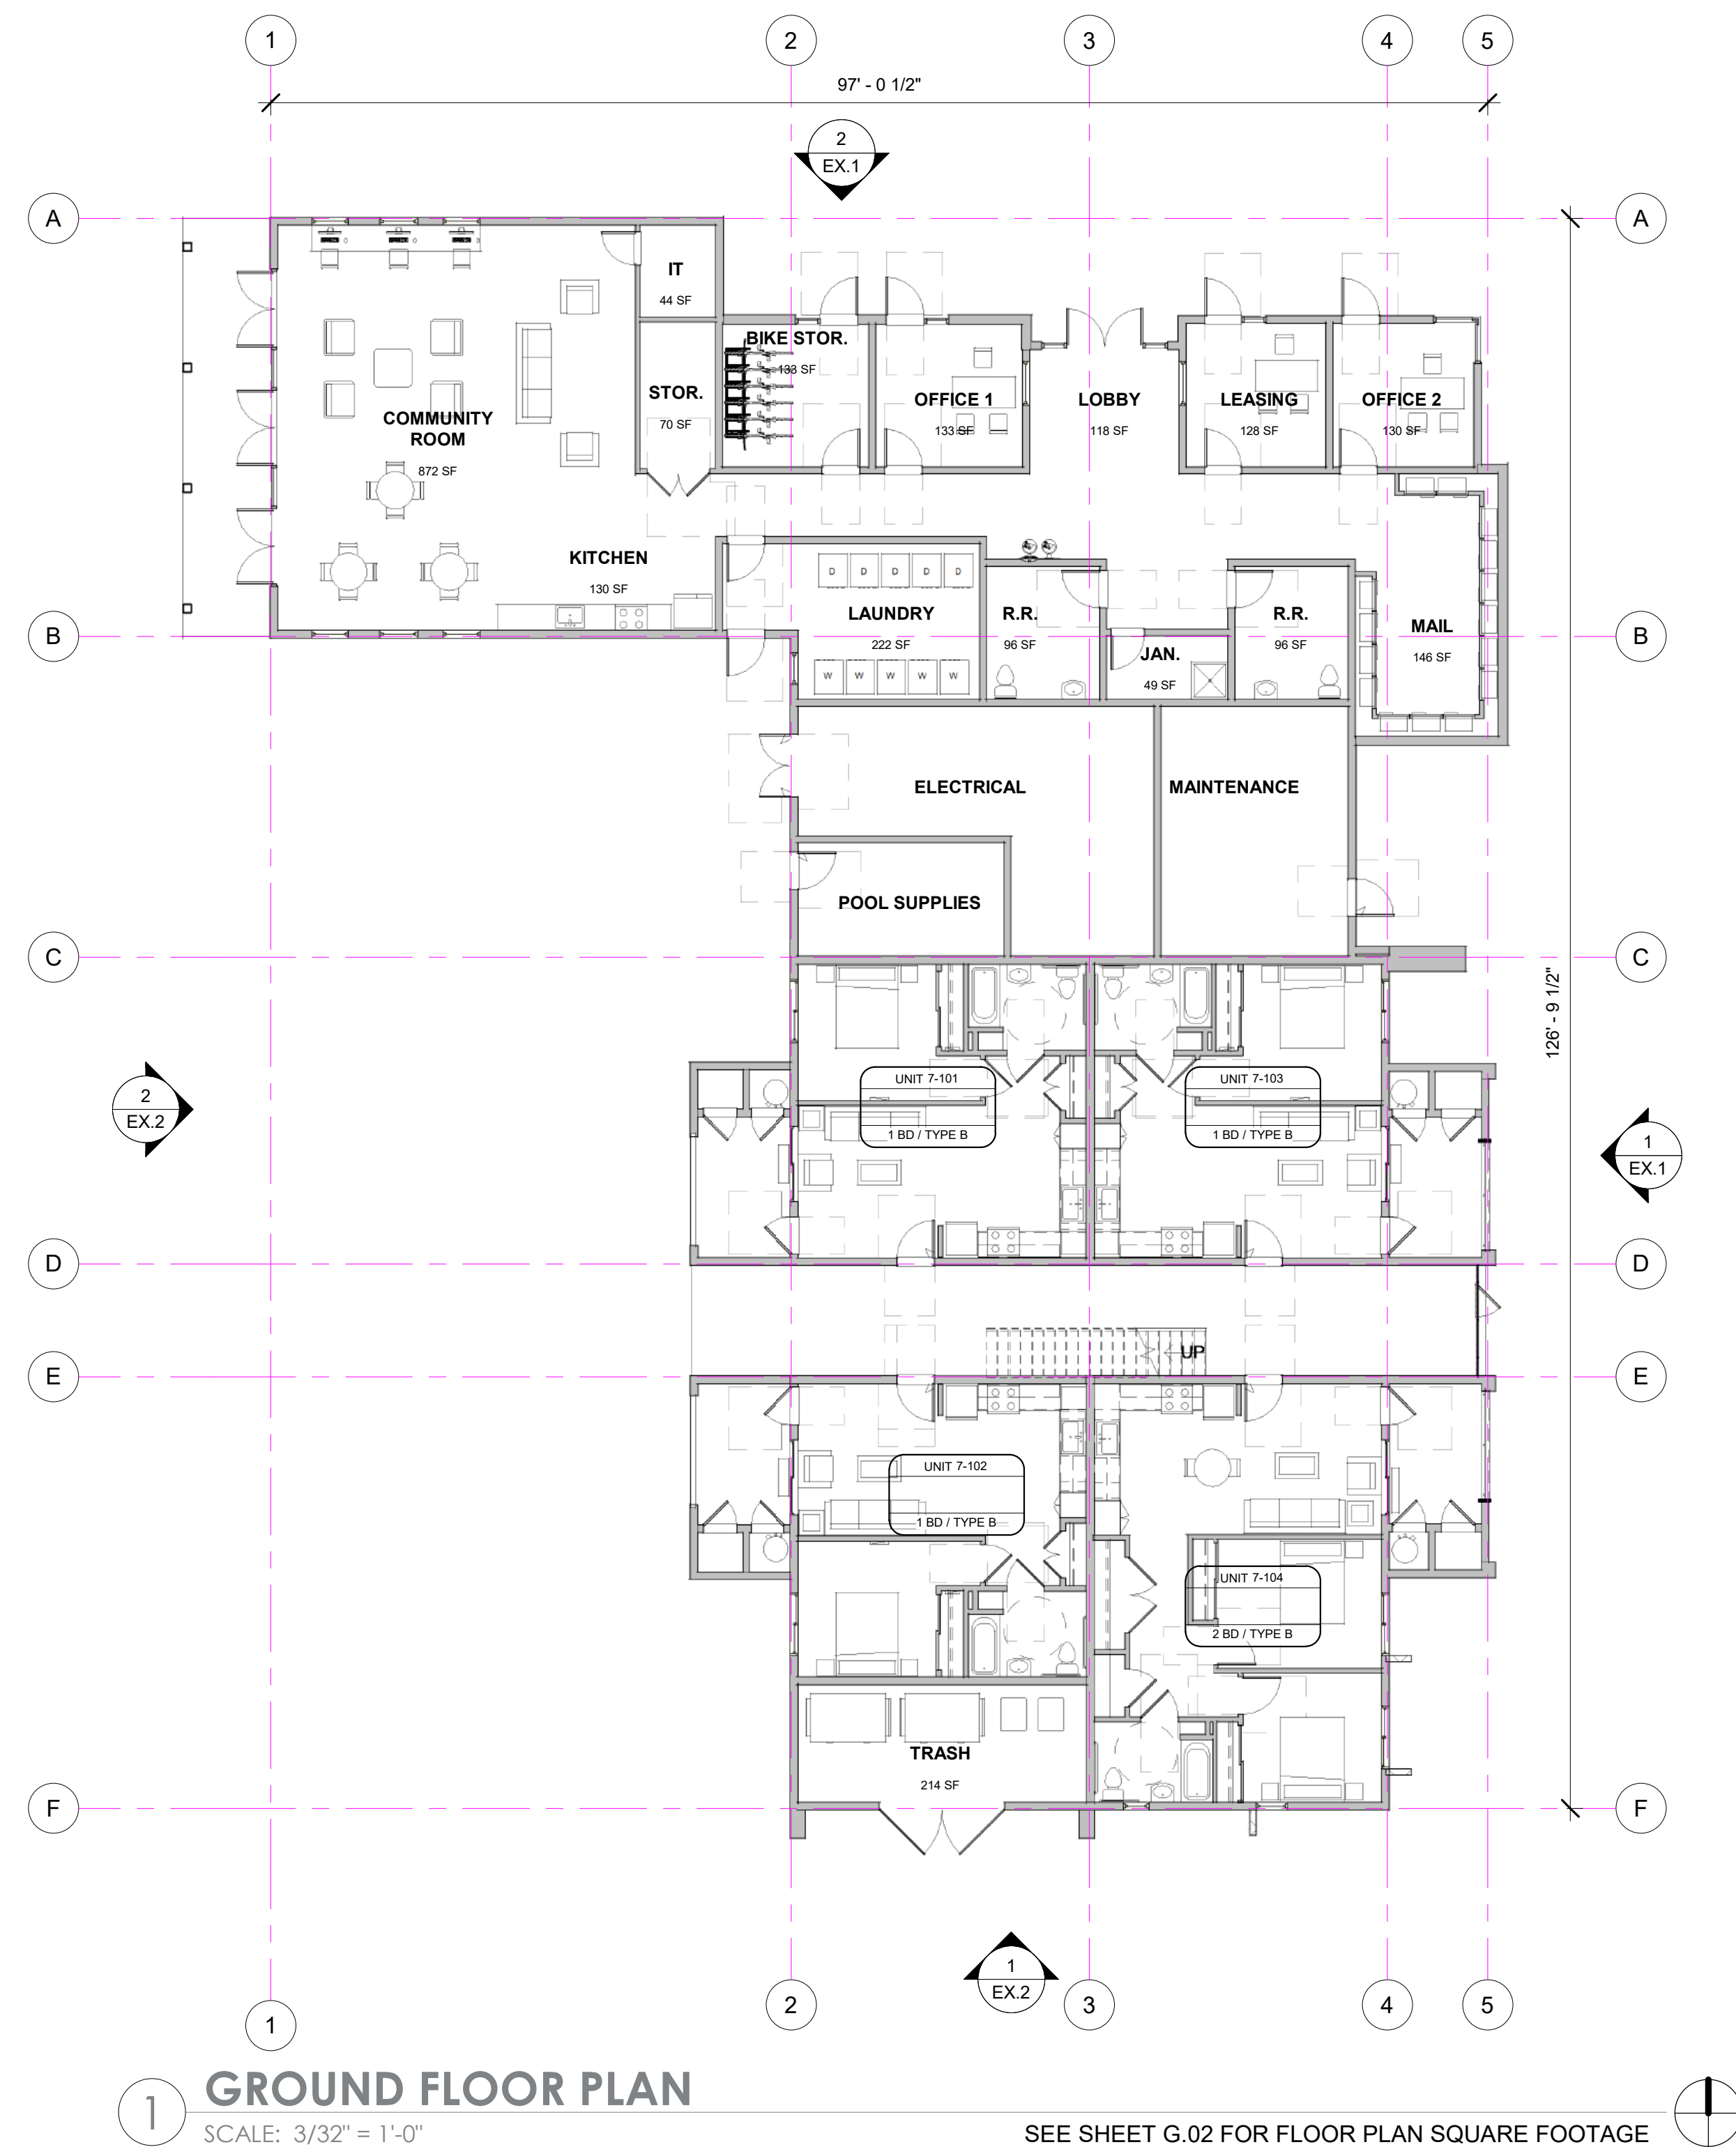 1 2 3 4 5
97' - 0 1/2"
2
EX.1
A A
IT
44 SF
BIKE STOR.
133 SF
STOR.
70 SF
OFFICE 1
133 SF
LOBBY
118 SF
LEASING
128 SF
OFFICE 2
130 SF
COMMUNITY
ROOM
872 SF
KITCHEN
130 SF
D D D D D
LAUNDRY
222 SF
W W W W W
R.R.
96 SF
JAN.
49 SF
R.R.
96 SF
MAIL
146 SF
B B
ELECTRICAL
MAINTENANCE
POOL SUPPLIES
C C
126' - 9 1/2"
UNIT 7-101
1 BD / TYPE B
UNIT 7-103
1 BD / TYPE B
2
EX.2
1
EX.1
D D
UP
E E
UNIT 7-102
1 BD / TYPE B
UNIT 7-104
2 BD / TYPE B
TRASH
214 SF
F F
1
EX.2
1 2 3 4 5
1
GROUND FLOOR PLAN
SCALE: 3/32" = 1'-0"
SEE SHEET G.02 FOR FLOOR PLAN SQUARE FOOTAGE